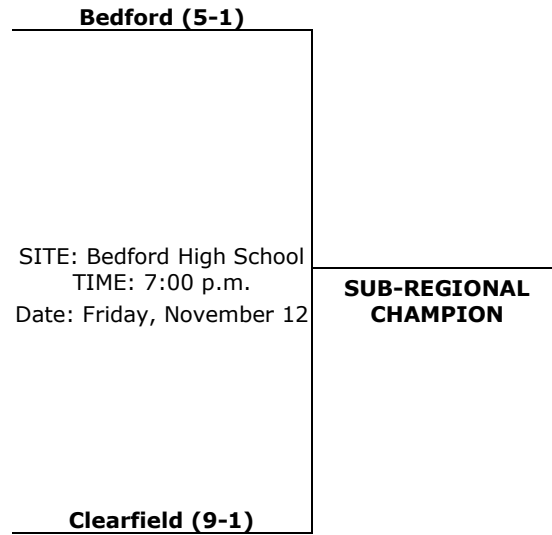 Bedford (5-1)
SITE: Bedford High School
TIME: 7:00 p.m.
Date: Friday, November 12
SUB-REGIONAL
CHAMPION
Clearfield (9-1)